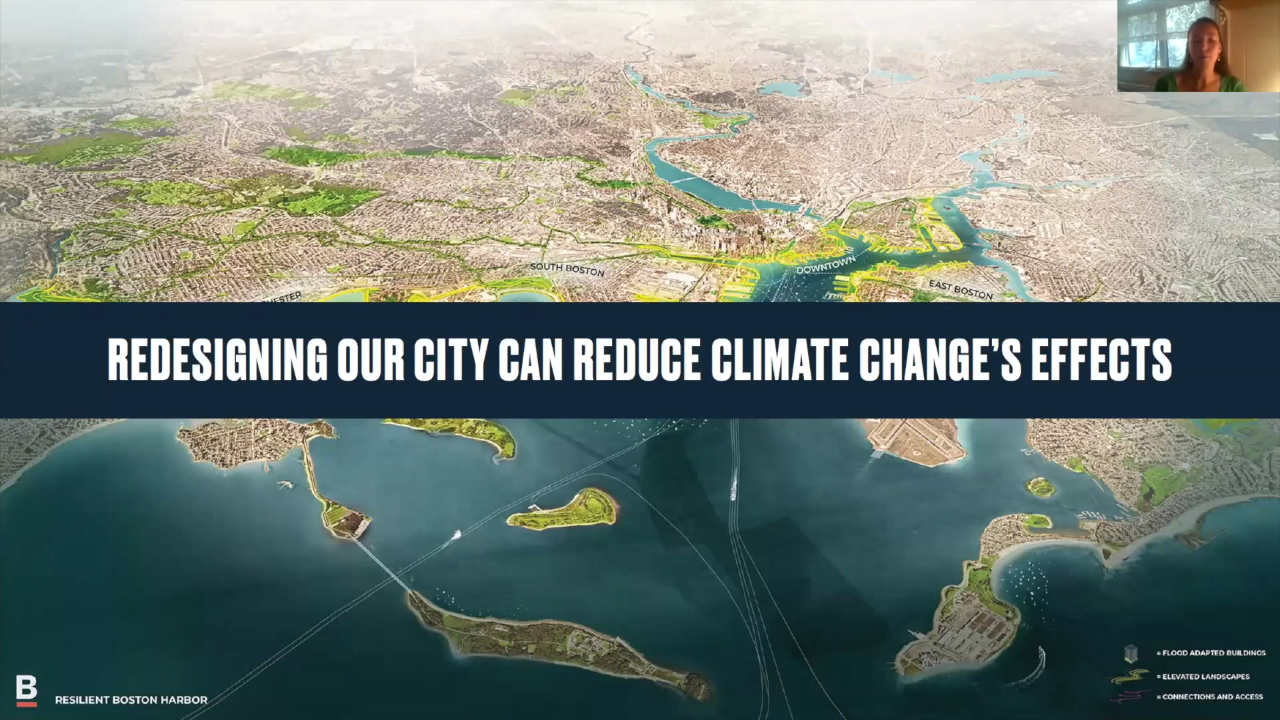 SOUTH BOSTON
DOWNTOWN
EAST BOSTON
CHESTER
REDESIGNING OUR CITY CAN REDUCE CLIMATE CHANGE'S EFFECTS
= FLOOD ADAPTED BUILDINGS
= ELEVATED LANDSCAPES
= CONNECTIONS AND ACCESS
B
RESILIENT BOSTON HARBOR